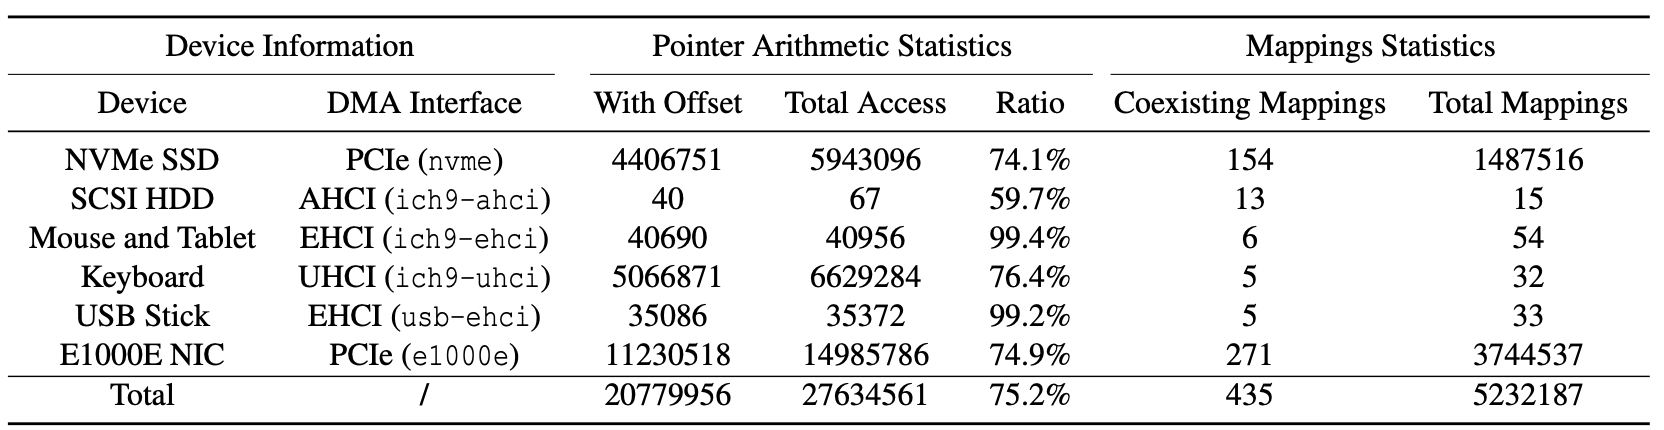 Device Information Pointer Arithmetic Statistics Mappings Statistics
Device DMA Interface With Offset Total Access Ratio Coexisting Mappings Total Mappings
NVMe SSD PCIe (nvme) 4406751 5943096 74.1% 154 1487516
SCSI HDD AHCI (ich9-ahci) 40 67 59.7% 13 15
Mouse and Tablet EHCI (ich9-ehci) 40690 40956 99.4% 6 54
Keyboard UHCI (ich9-uhci) 5066871 6629284 76.4% 5 32
USB Stick EHCI (usb-ehci) 35086 35372 99.2% 5 33
E1000E NIC PCIe (e1000e) 11230518 14985786 74.9% 271 3744537
Total / 20779956 27634561 75.2% 435 5232187